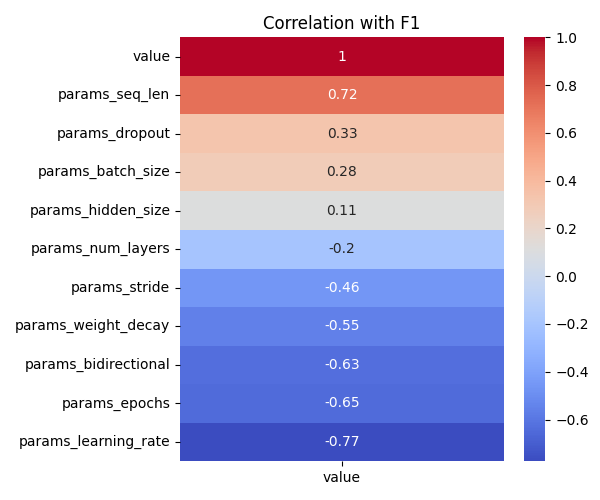 Correlation with F1
value
1
params_seq_len
0.72
params_dropout
0.33
params_batch_size
0.28
params_hidden_size
0.11
params_num_layers
-0.2
params_stride
-0.46
params_weight_decay
-0.55
params_bidirectional
-0.63
params_epochs
-0.65
params_learning_rate
-0.77
value
1.0
0.8
0.6
0.4
0.2
0.0
−0.2
−0.4
−0.6